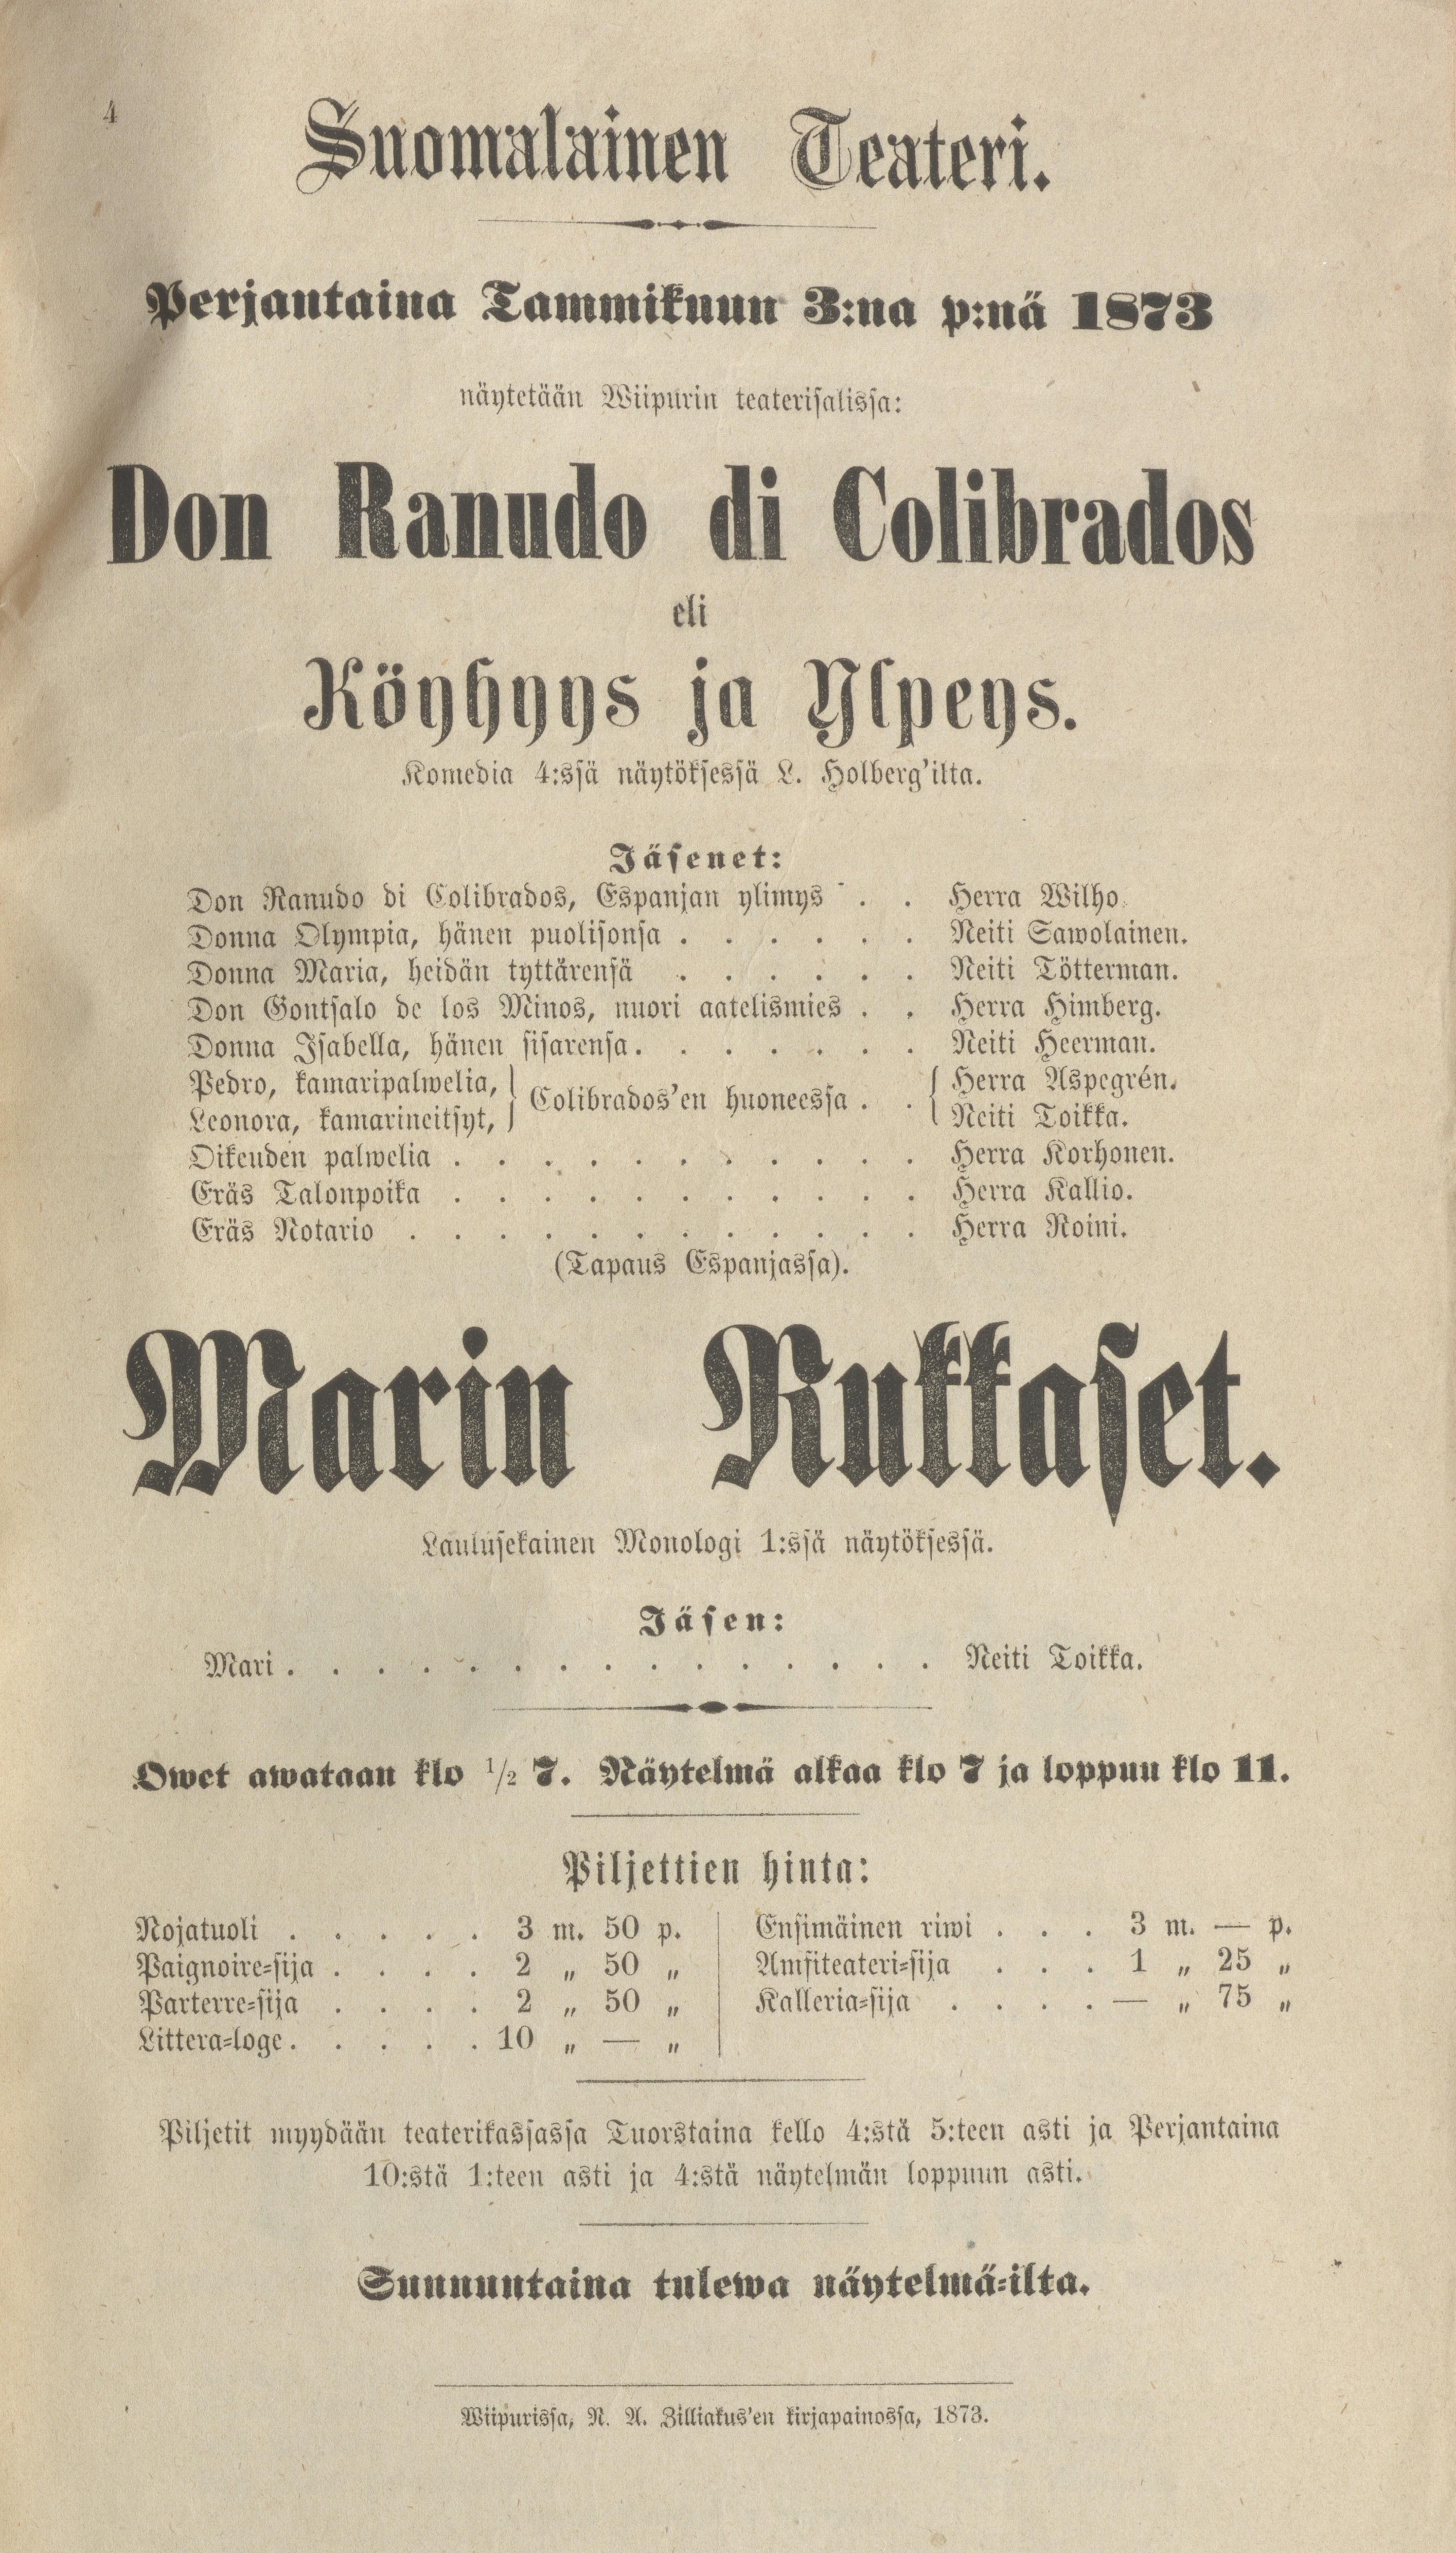 4
Suomalainen Teateri.
Perjantaina Tammikuun 3:na p:nä 1873
näytetään Wiipurin teaterisalissa:
Don Ranudo di Colibrados
eli
Köyhyys ja Ylpeys.
Komedia 4:ssä näytöksessä L. Holberg'ilta.
Jäsenet:
Don Ranudo di Colibrados, Espanjan ylimys . . Herra Wilho.
Donna Olympia, hänen puolisonsa . . . . . . Neiti Sawolainen.
Donna Maria, heidän tyttärensä . . . . . . Neiti Tötterman.
Don Gontsalo de los Minos, nuori aatelismies . . Herra Himberg.
Donna Isabella, hänen sisarensa. . . . . . . Neiti Heerman.
Pedro, kamaripalwelia, } Colibrados'en huoneessa . . { Herra Aspegrén.
Leonora, kamarineitsyt, } { Neiti Toikka.
Oikeuden palwelia . . . . . . . . . . . Herra Korhonen.
Eräs Talonpoika . . . . . . . . . . . Herra Kallio.
Eräs Notario . . . . . . . . . . . . Herra Roini.
(Tapaus Espanjassa).
Marin Rukkaset.
Laulusekainen Monologi 1:ssä näytöksessä.
Jäsen:
Mari . . . . . . . . . . . . . . . Neiti Toikka.
Owet awataan klo 1/2 7. Näytelmä alkaa klo 7 ja loppuu klo 11.
Piljettien hinta:
Nojatuoli . . . . . 3 m. 50 p.
Paignoire-sija . . . . 2 „ 50 „
Parterre-sija . . . . 2 „ 50 „
Littera-loge . . . . . 10 „ — „
Ensimäinen riwi . . . 3 m. — p.
Amfiteateri-sija . . . 1 „ 25 „
Kalleria-sija . . . . — „ 75 „
Piljetit myydään teaterikassassa Tuorstaina kello 4:stä 5:teen asti ja Perjantaina
10:stä 1:teen asti ja 4:stä näytelmän loppuun asti.
Sunnuntaina tulewa näytelmä-ilta.
Wiipurissa, N. A. Zilliakus'en kirjapainossa, 1873.